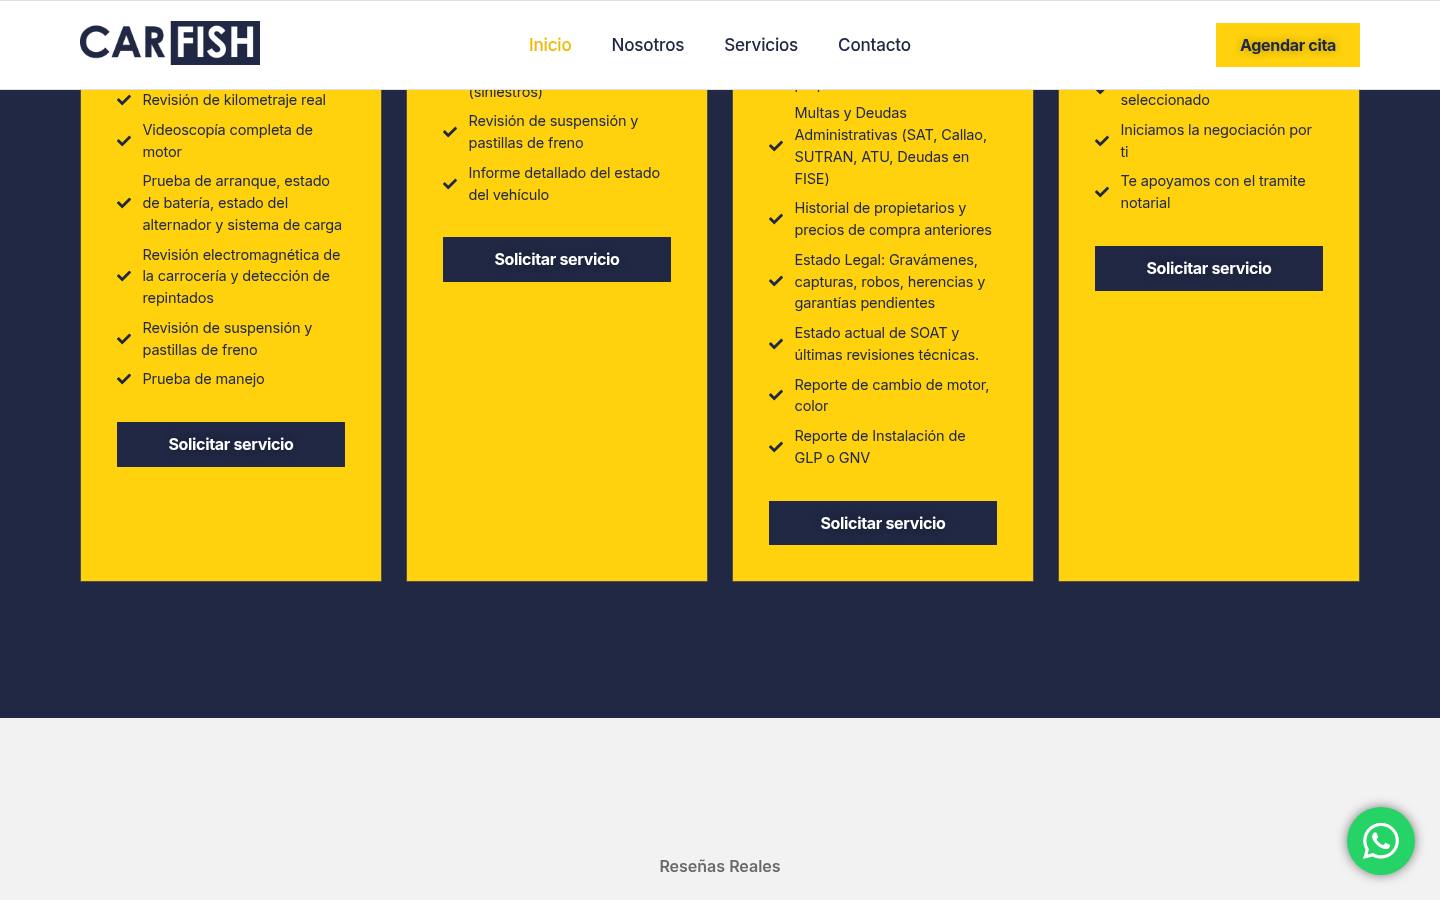 CARFISH
Inicio
Nosotros
Servicios
Contacto
Agendar cita
Revisión de kilometraje real
Videoscopía completa de
motor
Prueba de arranque, estado
de batería, estado del
alternador y sistema de carga
Revisión electromagnética de
la carrocería y detección de
repintados
Revisión de suspensión y
pastillas de freno
Prueba de manejo
Solicitar servicio
(siniestros)
Revisión de suspensión y
pastillas de freno
Informe detallado del estado
del vehículo
Solicitar servicio
Multas y Deudas
Administrativas (SAT, Callao,
SUTRAN, ATU, Deudas en
FISE)
Historial de propietarios y
precios de compra anteriores
Estado Legal: Gravámenes,
capturas, robos, herencias y
garantías pendientes
Estado actual de SOAT y
últimas revisiones técnicas.
Reporte de cambio de motor,
color
Reporte de Instalación de
GLP o GNV
Solicitar servicio
seleccionado
Iniciamos la negociación por
ti
Te apoyamos con el tramite
notarial
Solicitar servicio
Reseñas Reales